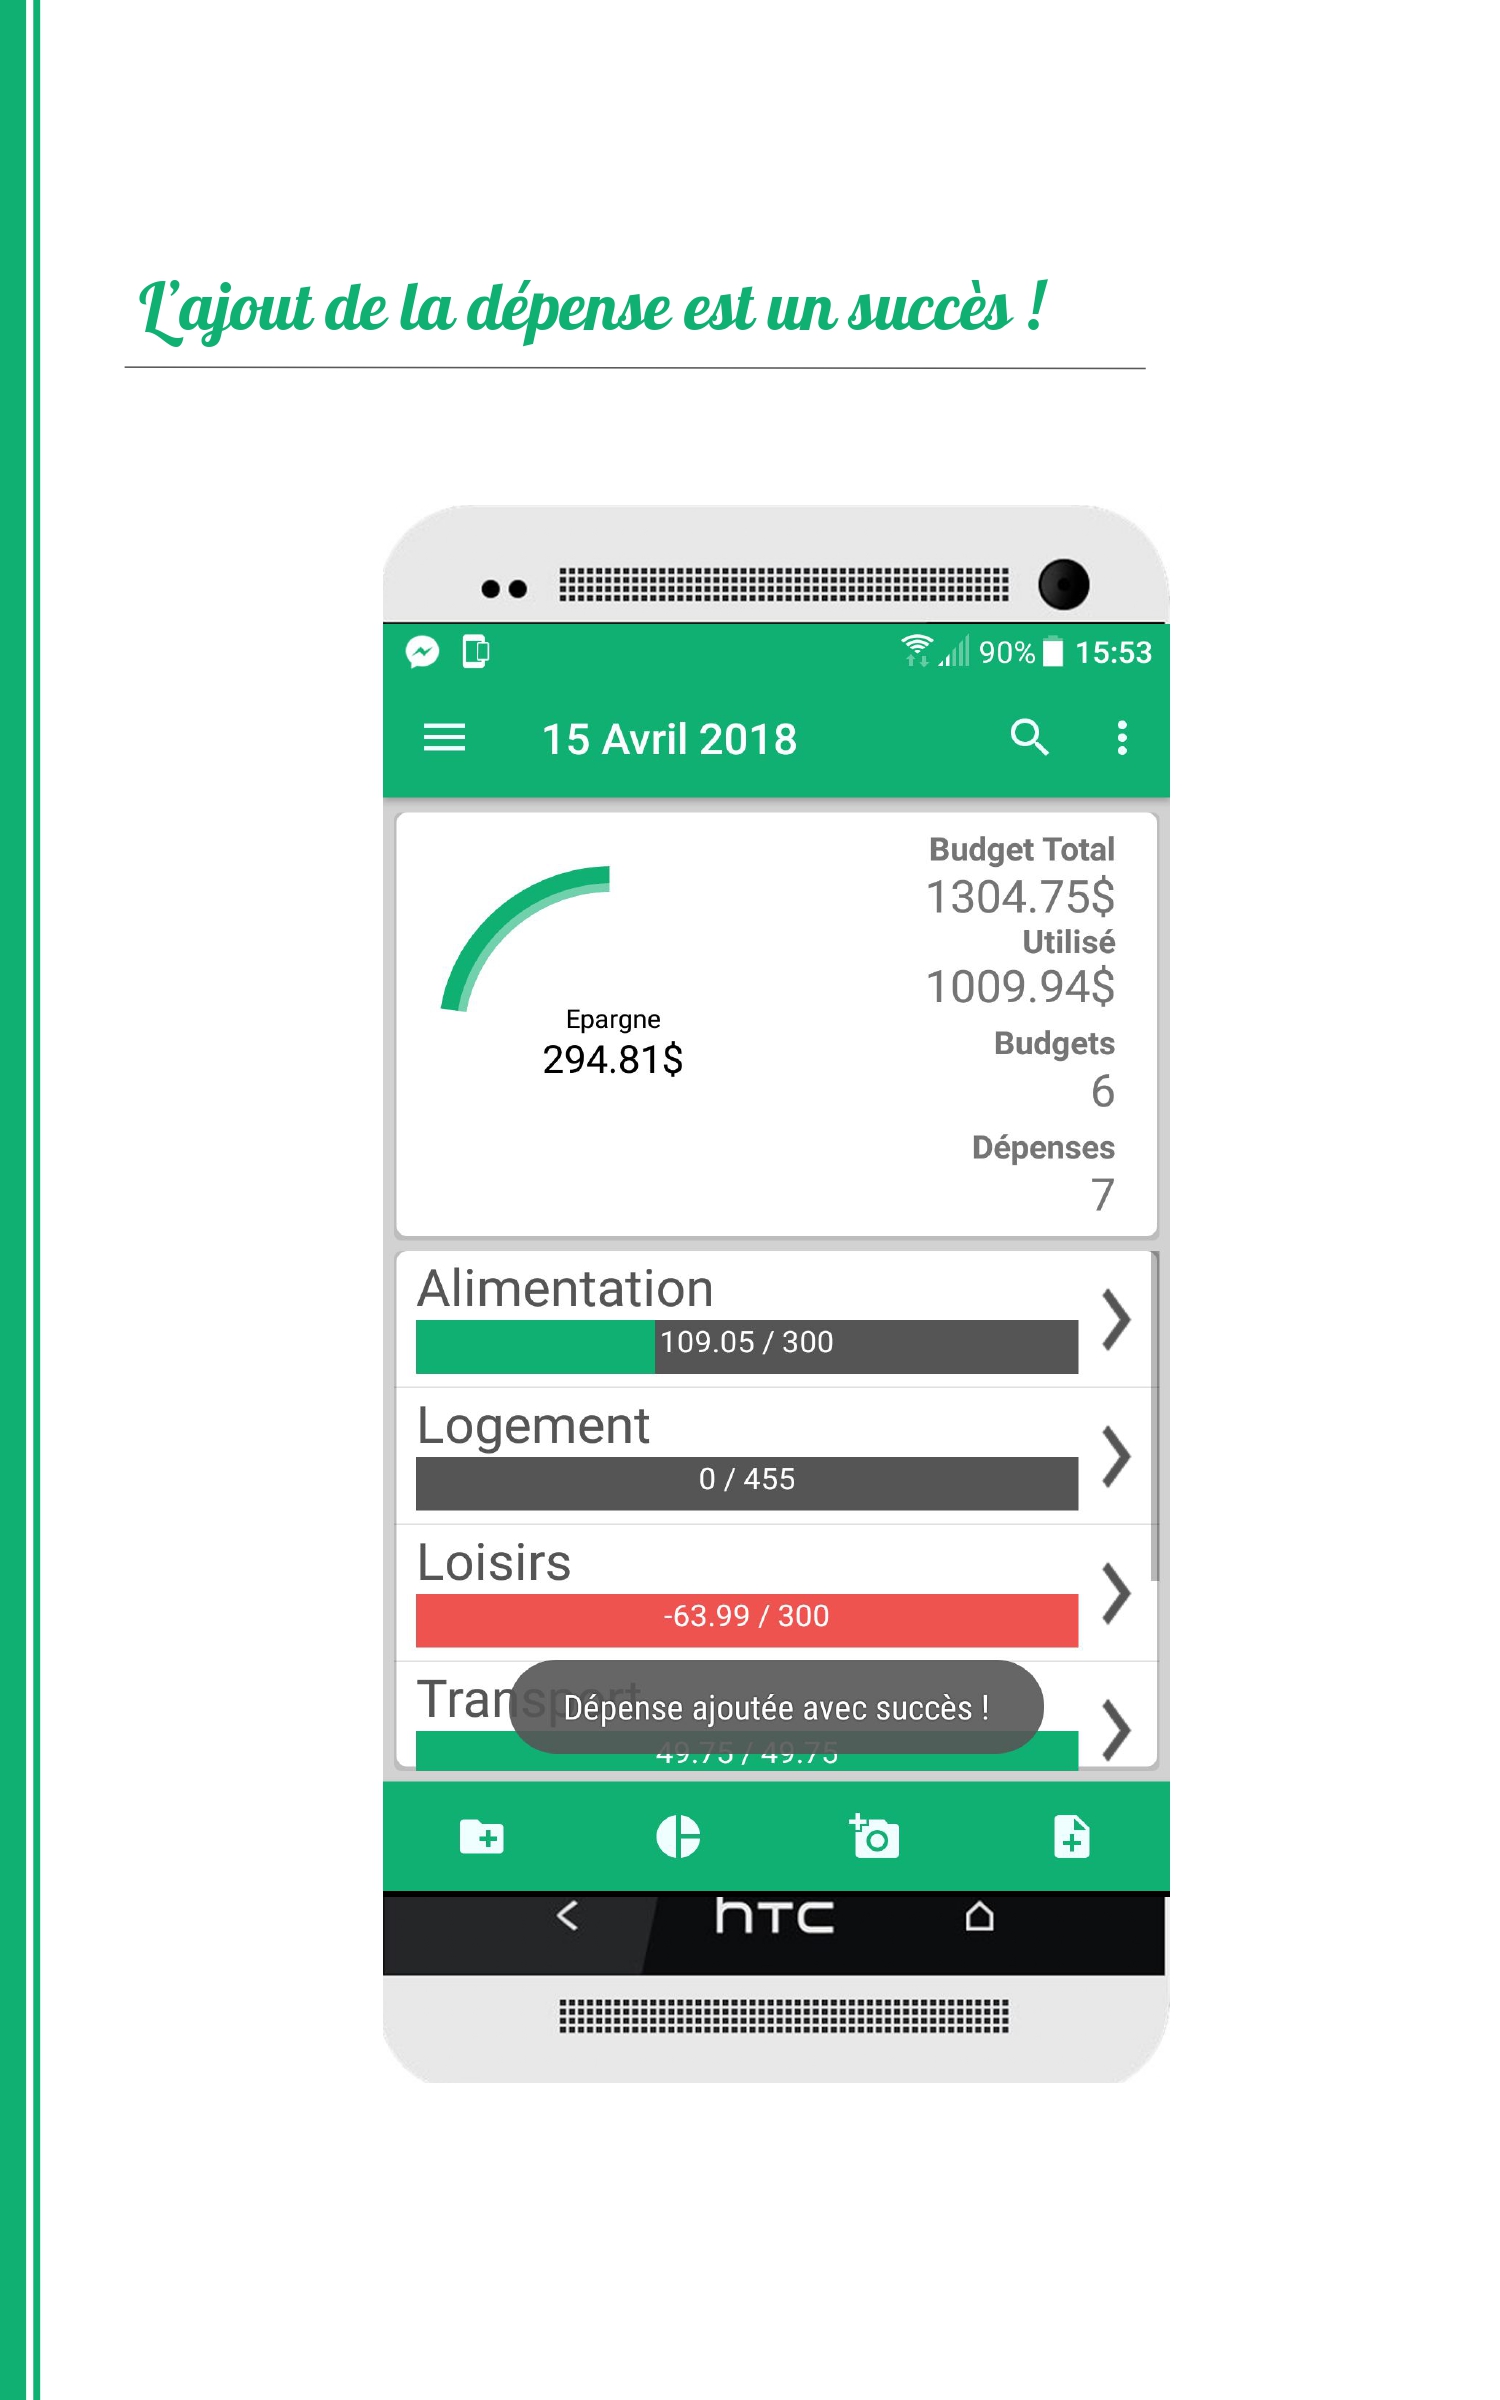 L'ajout de la dépense est un succès !
90% 15:53
15 Avril 2018
Budget Total
1304.75$
Utilisé
1009.94$
Budgets
6
Dépenses
7
Epargne
294.81$
Alimentation
109.05 / 300
Logement
0 / 455
Loisirs
-63.99 / 300
Transport
Dépense ajoutée avec succès !
49.75 / 49.75
hTC